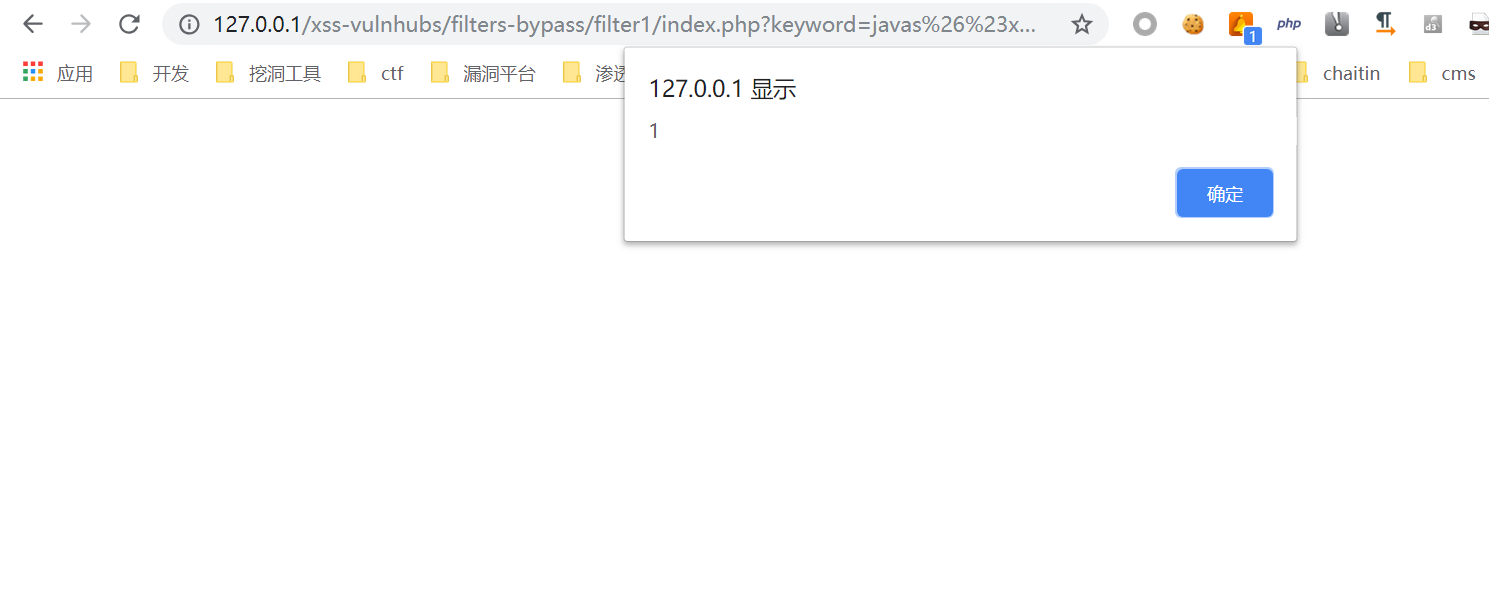 127.0.0.1/xss-vulnhubs/filters-bypass/filter1/index.php?keyword=javas%26%23x...
1
php
d3
应用 开发 挖洞工具 ctf 漏洞平台 chaitin cms
127.0.0.1 显示
1
确定